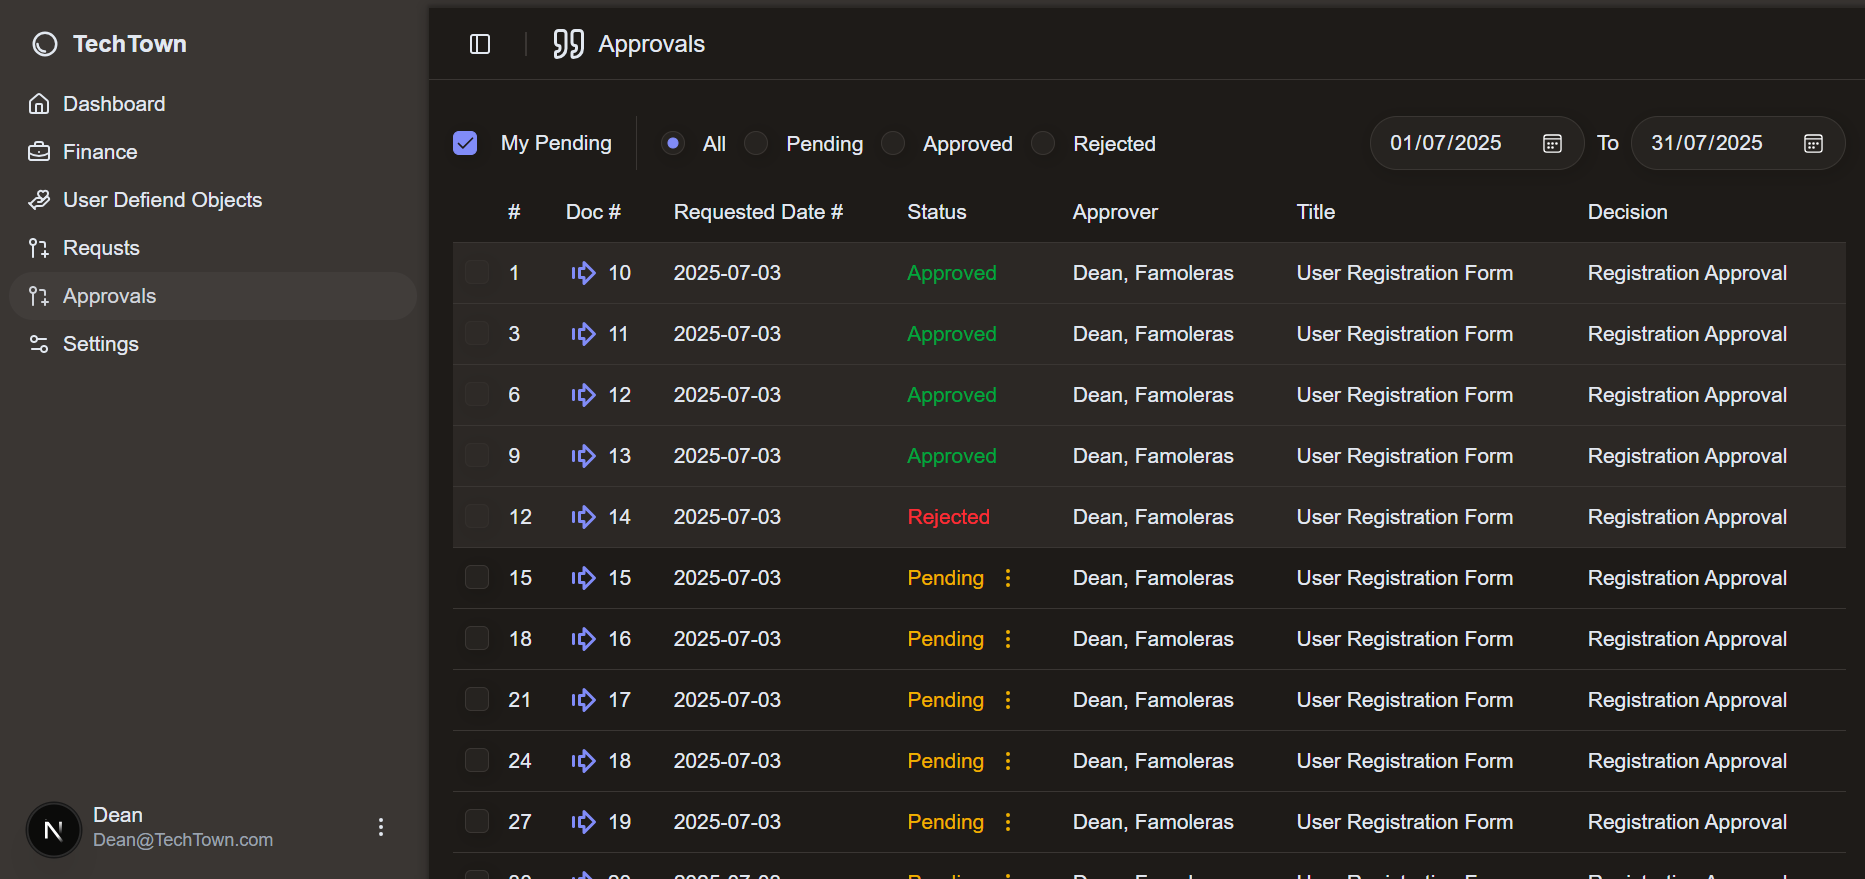 TechTown
Dashboard
Finance
User Defiend Objects
Requsts
Approvals
Settings
N
Dean
Dean@TechTown.com
Approvals
My Pending All Pending Approved Rejected 01/07/2025 To 31/07/2025
# Doc # Requested Date # Status Approver Title Decision
1 10 2025-07-03 Approved Dean, Famoleras User Registration Form Registration Approval
3 11 2025-07-03 Approved Dean, Famoleras User Registration Form Registration Approval
6 12 2025-07-03 Approved Dean, Famoleras User Registration Form Registration Approval
9 13 2025-07-03 Approved Dean, Famoleras User Registration Form Registration Approval
12 14 2025-07-03 Rejected Dean, Famoleras User Registration Form Registration Approval
15 15 2025-07-03 Pending Dean, Famoleras User Registration Form Registration Approval
18 16 2025-07-03 Pending Dean, Famoleras User Registration Form Registration Approval
21 17 2025-07-03 Pending Dean, Famoleras User Registration Form Registration Approval
24 18 2025-07-03 Pending Dean, Famoleras User Registration Form Registration Approval
27 19 2025-07-03 Pending Dean, Famoleras User Registration Form Registration Approval